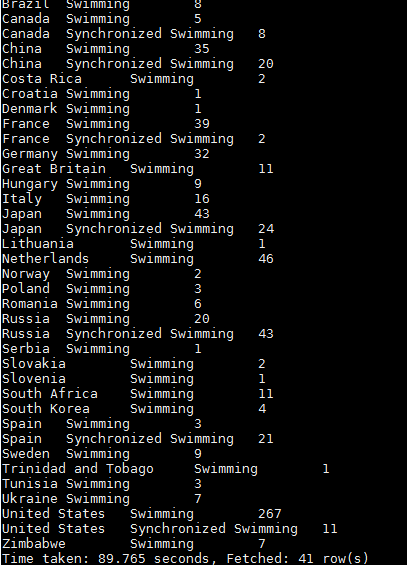 Brazil Swimming 8
Canada Swimming 5
Canada Synchronized Swimming 8
China Swimming 35
China Synchronized Swimming 20
Costa Rica Swimming 2
Croatia Swimming 1
Denmark Swimming 1
France Swimming 39
France Synchronized Swimming 2
Germany Swimming 32
Great Britain Swimming 11
Hungary Swimming 9
Italy Swimming 16
Japan Swimming 43
Japan Synchronized Swimming 24
Lithuania Swimming 1
Netherlands Swimming 46
Norway Swimming 2
Poland Swimming 3
Romania Swimming 6
Russia Swimming 20
Russia Synchronized Swimming 43
Serbia Swimming 1
Slovakia Swimming 2
Slovenia Swimming 1
South Africa Swimming 11
South Korea Swimming 4
Spain Swimming 3
Spain Synchronized Swimming 21
Sweden Swimming 9
Trinidad and Tobago Swimming 1
Tunisia Swimming 3
Ukraine Swimming 7
United States Swimming 267
United States Synchronized Swimming 11
Zimbabwe Swimming 7
Time taken: 89.765 seconds, Fetched: 41 row(s)